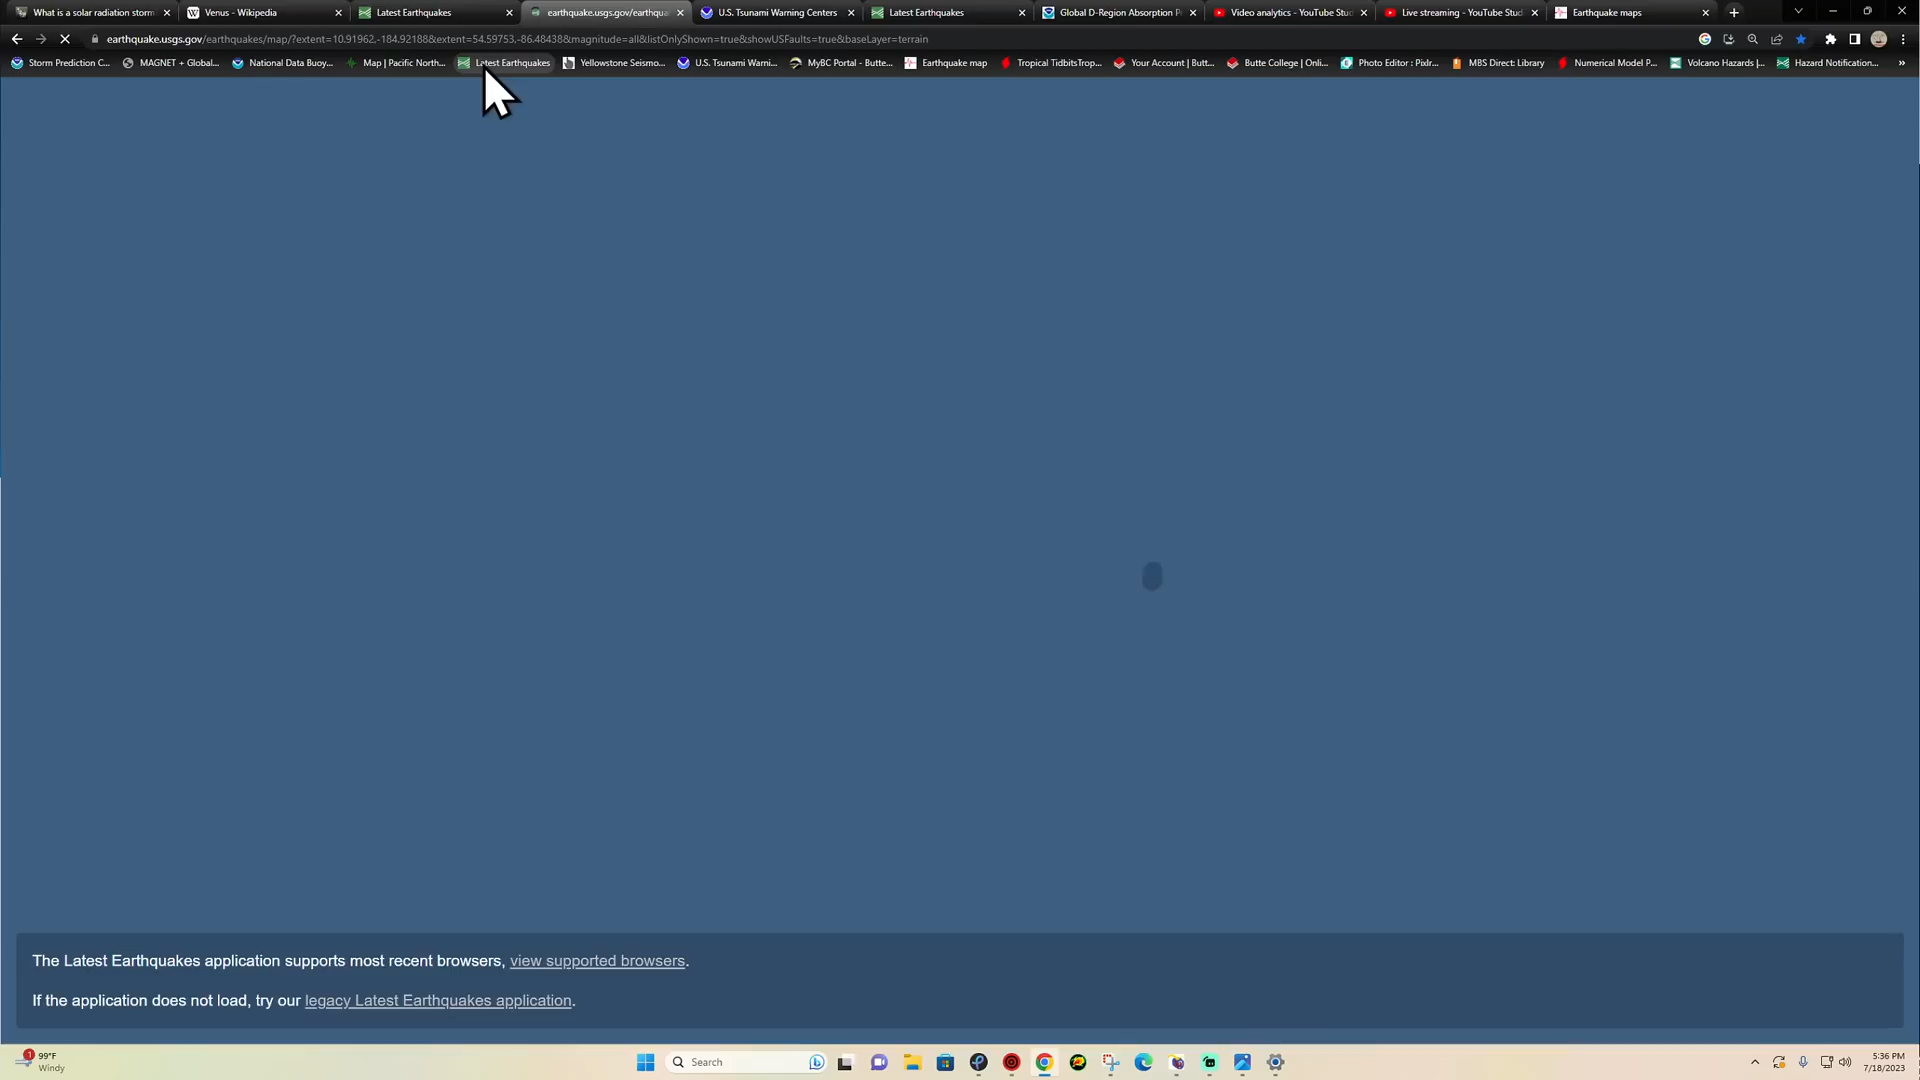 What is a solar radiation storm
Venus - Wikipedia
Latest Earthquakes
earthquake.usgs.gov/earthqua
U.S. Tsunami Warning Centers
Latest Earthquakes
Global D-Region Absorption P
Video analytics - YouTube Stud
Live streaming - YouTube Stud
Earthquake maps
earthquake.usgs.gov/earthquakes/map/?extent=10.91962,-184.92188&extent=54.59753,-86.48438&magnitude=all&listOnlyShown=true&showUSFaults=true&baseLayer=terrain
Storm Prediction C...
MAGNET + Global...
National Data Buoy...
Map | Pacific North...
Latest Earthquakes
Yellowstone Seismo...
U.S. Tsunami Warni...
MyBC Portal - Butte...
Earthquake map
Tropical TidbitsTrop...
Your Account | Butt...
Butte College | Onli...
Photo Editor : Pixlr...
MBS Direct: Library
Numerical Model P...
Volcano Hazards |...
Hazard Notification...
»
The Latest Earthquakes application supports most recent browsers, view supported browsers.
If the application does not load, try our legacy Latest Earthquakes application.
1
99°F
Windy
Search
5:36 PM
7/18/2023